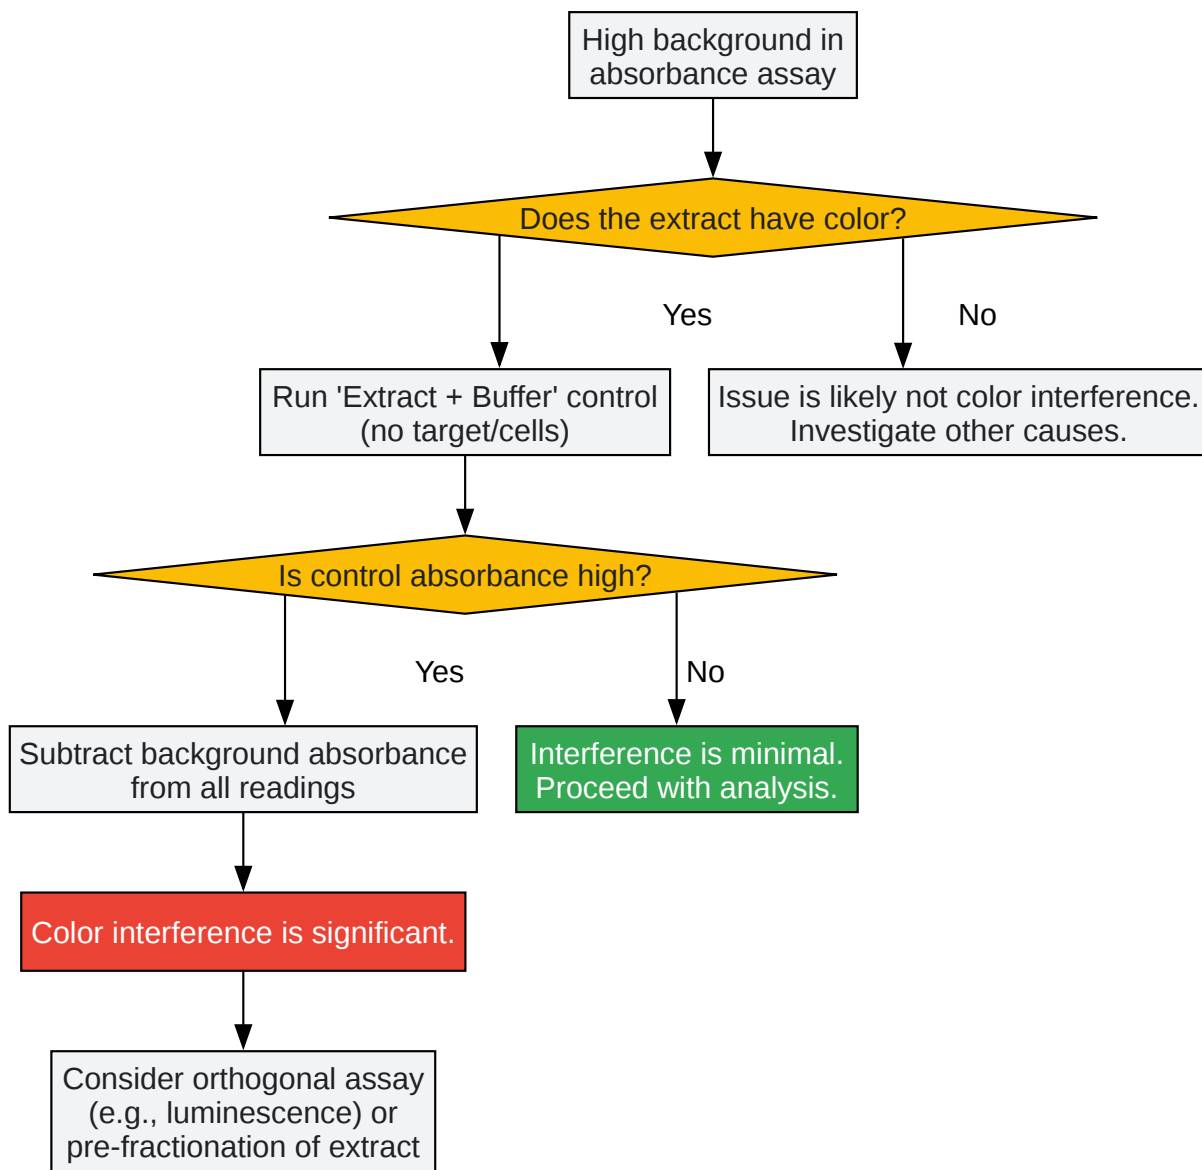 High background in
absorbance assay
Does the extract have color?
Yes
No
Run 'Extract + Buffer' control
(no target/cells)
Issue is likely not color interference.
Investigate other causes.
Is control absorbance high?
Yes
No
Subtract background absorbance
from all readings
Interference is minimal.
Proceed with analysis.
Color interference is significant.
Consider orthogonal assay
(e.g., luminescence) or
pre-fractionation of extract